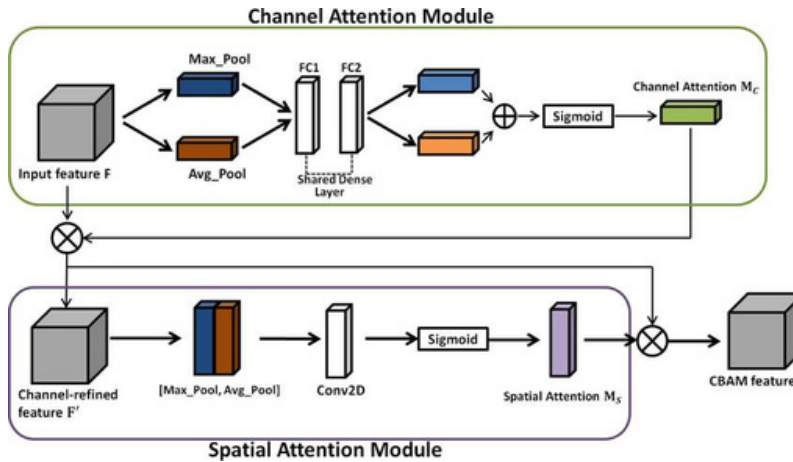 Channel Attention Module
Max_Pool
FC1
FC2
Channel Attention M_C
Sigmoid
Input feature F
Avg_Pool
Shared Dense
Layer
Sigmoid
[Max_Pool, Avg_Pool]
Conv2D
Spatial Attention M_S
CBAM feature
Channel-refined
feature F′
Spatial Attention Module